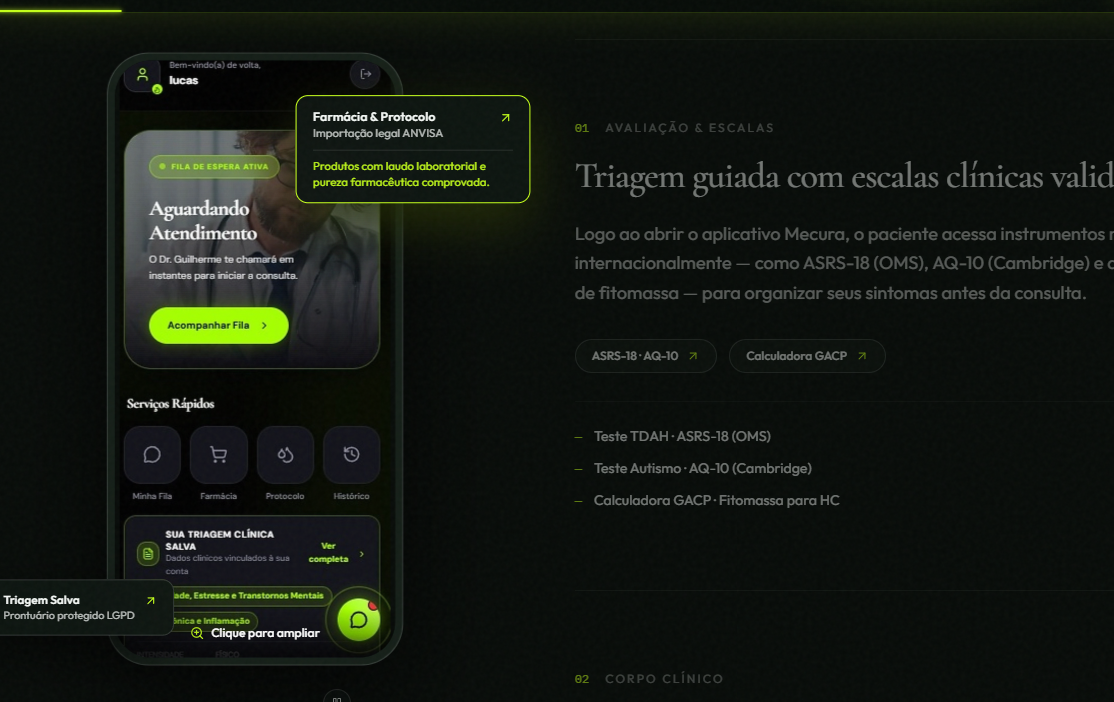 Bem-vindo(a) de volta,
lucas
Farmácia & Protocolo
Importação legal ANVISA
Produtos com laudo laboratorial e
pureza farmacêutica comprovada.
FILA DE ESPERA ATIVA
Aguardando
Atendimento
O Dr. Guilherme te chamará em
instantes para iniciar a consulta.
Acompanhar Fila
Serviços Rápidos
Minha Fila
Farmácia
Protocolo
Histórico
SUA TRIAGEM CLÍNICA
SALVA
Dados clínicos vinculados à sua
conta
Ver
completa
Estresse e Transtornos Mentais
e Inflamação
Triagem Salva
Prontuário protegido LGPD
Clique para ampliar
INTENSIDADE
01 AVALIAÇÃO & ESCALAS
Triagem guiada com escalas clínicas valid
Logo ao abrir o aplicativo Mecura, o paciente acessa instrumentos
internacionalmente — como ASRS-18 (OMS), AQ-10 (Cambridge) e
de fitomassa — para organizar seus sintomas antes da consulta.
ASRS-18 · AQ-10
Calculadora GACP
— Teste TDAH · ASRS-18 (OMS)
— Teste Autismo · AQ-10 (Cambridge)
— Calculadora GACP · Fitomassa para HC
02 CORPO CLÍNICO